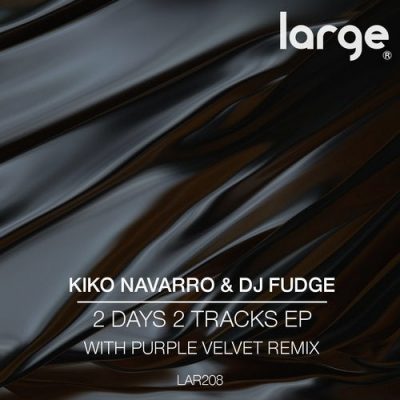 large®
KIKO NAVARRO & DJ FUDGE
2 DAYS 2 TRACKS EP
WITH PURPLE VELVET REMIX
LAR208